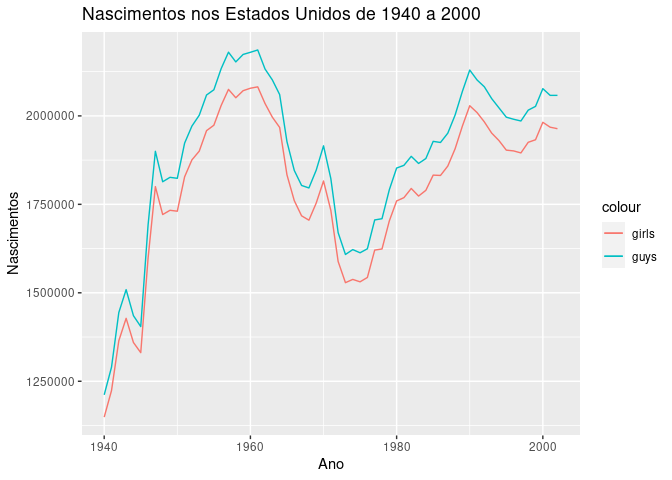 Nascimentos nos Estados Unidos de 1940 a 2000
2000000
1750000
1500000
1250000
Nascimentos
1940 1960 1980 2000
Ano
colour
girls
guys